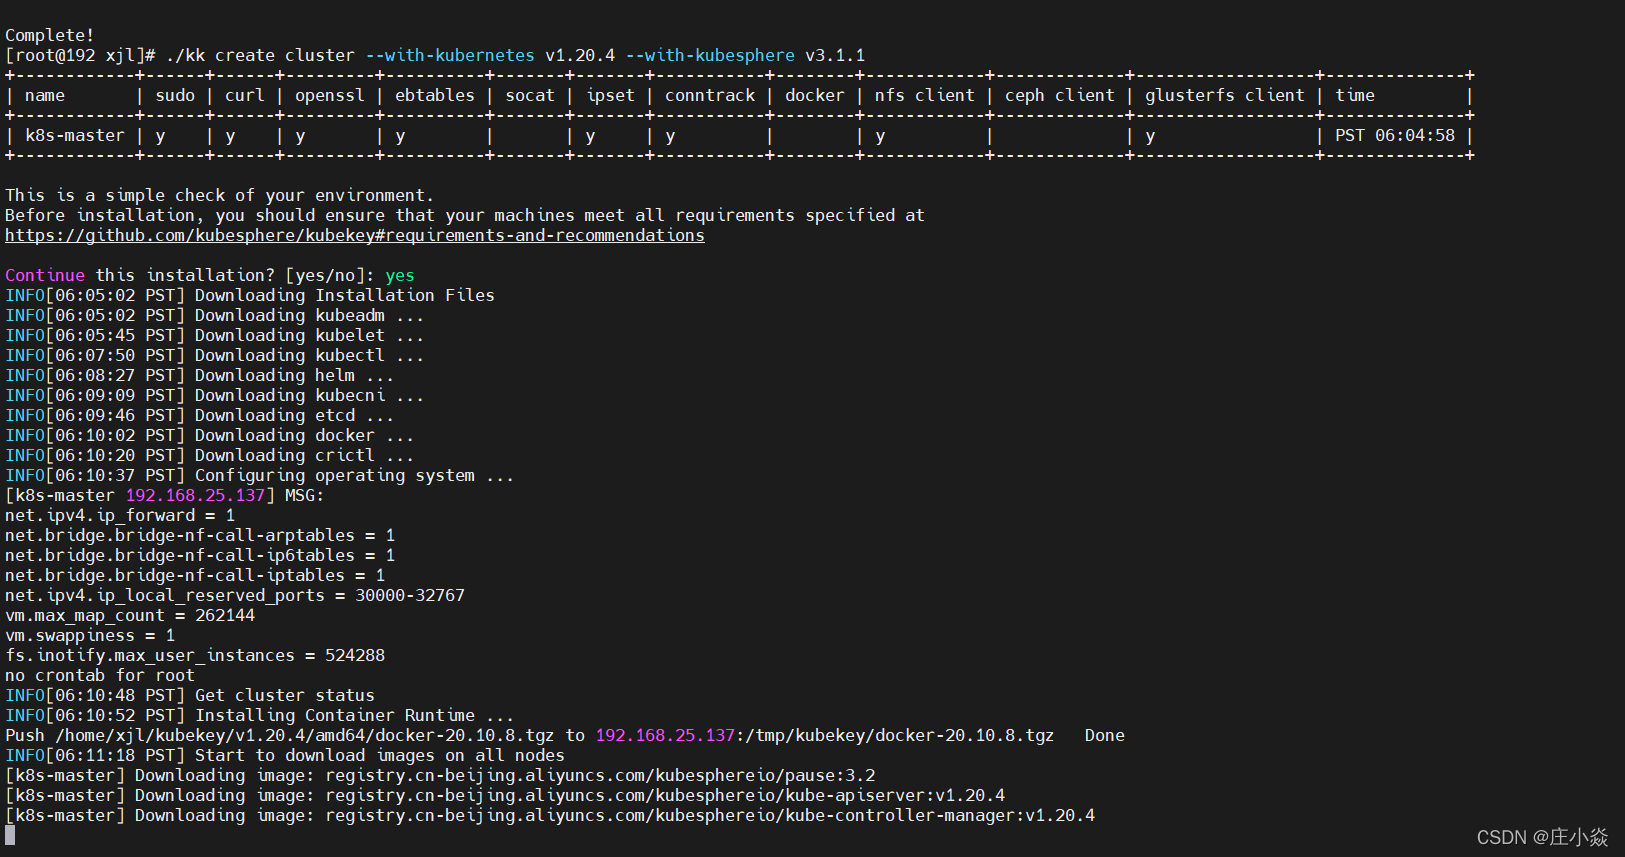 Complete!
[root@192 xjl]# ./kk create cluster --with-kubernetes v1.20.4 --with-kubesphere v3.1.1
+------------+------+------+---------+----------+-------+-------+-----------+--------+------------+-------------+------------------+--------------+
| name       | sudo | curl | openssl | ebtables | socat | ipset | conntrack | docker | nfs client | ceph client | glusterfs client | time         |
+------------+------+------+---------+----------+-------+-------+-----------+--------+------------+-------------+------------------+--------------+
| k8s-master | y    | y    | y       | y        |       | y     | y         |        | y          |             | y                | PST 06:04:58 |
+------------+------+------+---------+----------+-------+-------+-----------+--------+------------+-------------+------------------+--------------+
This is a simple check of your environment.
Before installation, you should ensure that your machines meet all requirements specified at
https://github.com/kubesphere/kubekey#requirements-and-recommendations
Continue this installation? [yes/no]: yes
INFO[06:05:02 PST] Downloading Installation Files
INFO[06:05:02 PST] Downloading kubeadm ...
INFO[06:05:45 PST] Downloading kubelet ...
INFO[06:07:50 PST] Downloading kubectl ...
INFO[06:08:27 PST] Downloading helm ...
INFO[06:09:09 PST] Downloading kubecni ...
INFO[06:09:46 PST] Downloading etcd ...
INFO[06:10:02 PST] Downloading docker ...
INFO[06:10:20 PST] Downloading crictl ...
INFO[06:10:37 PST] Configuring operating system ...
[k8s-master 192.168.25.137] MSG:
net.ipv4.ip_forward = 1
net.bridge.bridge-nf-call-arptables = 1
net.bridge.bridge-nf-call-ip6tables = 1
net.bridge.bridge-nf-call-iptables = 1
net.ipv4.ip_local_reserved_ports = 30000-32767
vm.max_map_count = 262144
vm.swappiness = 1
fs.inotify.max_user_instances = 524288
no crontab for root
INFO[06:10:48 PST] Get cluster status
INFO[06:10:52 PST] Installing Container Runtime ...
Push /home/xjl/kubekey/v1.20.4/amd64/docker-20.10.8.tgz to 192.168.25.137:/tmp/kubekey/docker-20.10.8.tgz   Done
INFO[06:11:18 PST] Start to download images on all nodes
[k8s-master] Downloading image: registry.cn-beijing.aliyuncs.com/kubesphereio/pause:3.2
[k8s-master] Downloading image: registry.cn-beijing.aliyuncs.com/kubesphereio/kube-apiserver:v1.20.4
[k8s-master] Downloading image: registry.cn-beijing.aliyuncs.com/kubesphereio/kube-controller-manager:v1.20.4
CSDN @庄小焱